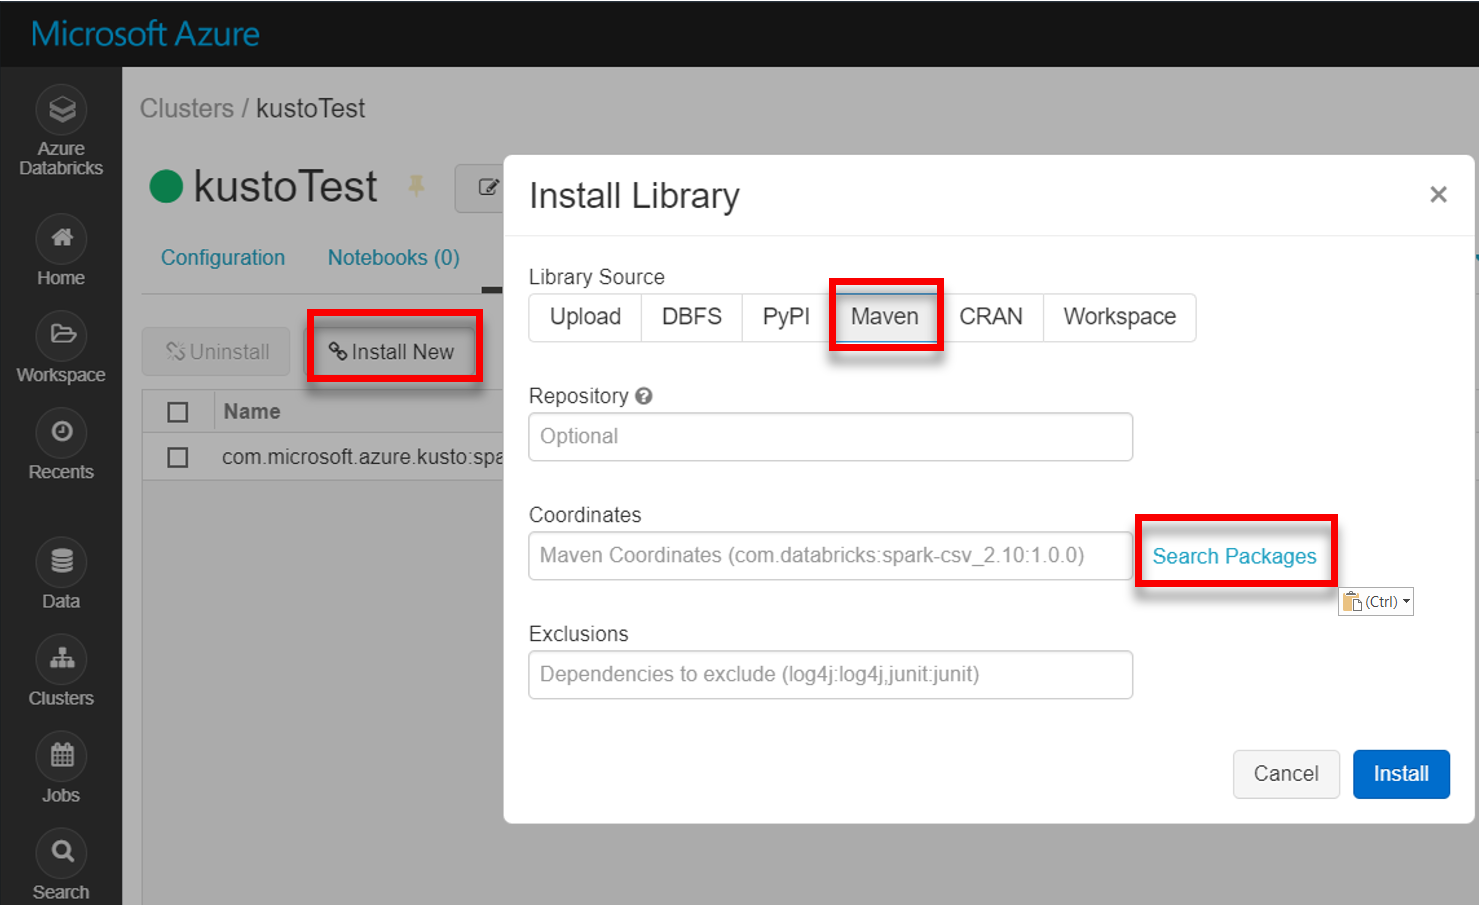 Microsoft Azure
Azure
Databricks
Home
Workspace
Recents
Data
Clusters
Jobs
Search
Clusters / kustoTest
kustoTest
Configuration
Notebooks (0)
Uninstall
Install New
Name
com.microsoft.azure.kusto:spa
Install Library
Library Source
Upload DBFS PyPI Maven CRAN Workspace
Repository
Optional
Coordinates
Maven Coordinates (com.databricks:spark-csv_2.10:1.0.0)
Search Packages
(Ctrl)
Exclusions
Dependencies to exclude (log4j:log4j,junit:junit)
Cancel Install